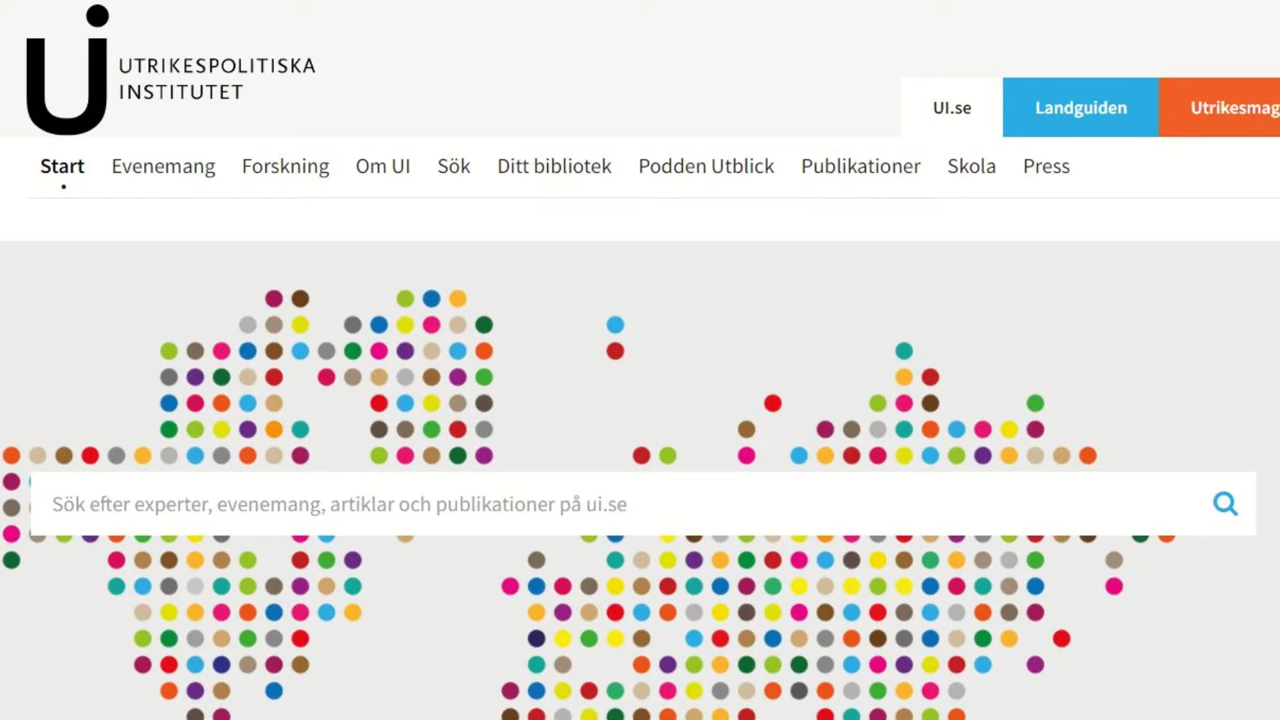 UTRIKESPOLITISKA
INSTITUTET
UI.se Landguiden Utrikesmag
Start Evenemang Forskning Om UI Sök Ditt bibliotek Podden Utblick Publikationer Skola Press
Sök efter experter, evenemang, artiklar och publikationer på ui.se